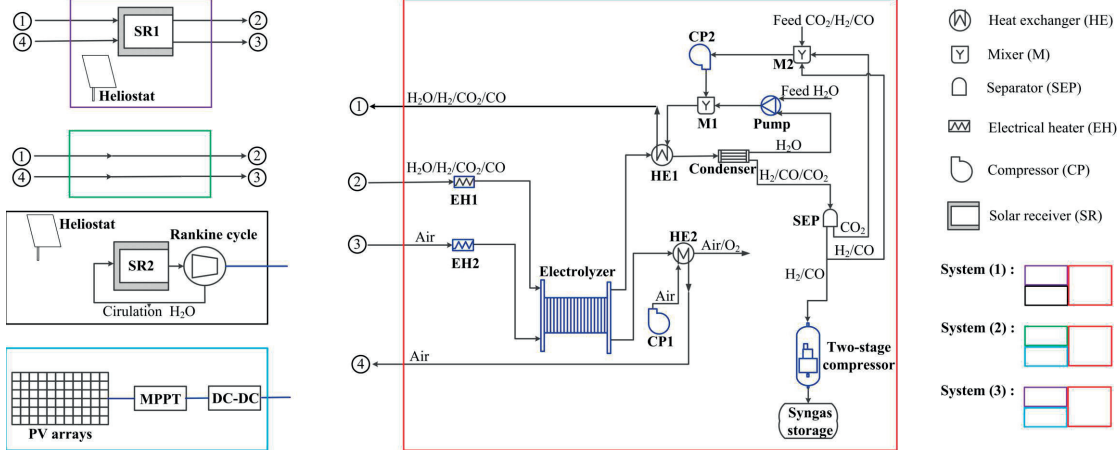 ① ②
④ SR1 ③
Heliostat
① ②
④ ③
Heliostat
Rankine cycle
SR2
Cirulation H₂O
PV arrays
MPPT
DC-DC
Feed CO₂/H₂/CO
CP2
M2
① H₂O/H₂/CO₂/CO
M1
Feed H₂O
Pump
H₂O
HE1
Condenser
② H₂O/H₂/CO₂/CO
EH1
H₂/CO/CO₂
SEP
CO₂
③ Air
EH2
HE2
Air/O₂
H₂/CO
H₂/CO
Electrolyzer
Air
CP1
④ Air
Two-stage
compressor
Syngas
storage
Heat exchanger (HE)
Y Mixer (M)
Separator (SEP)
Electrical heater (EH)
Compressor (CP)
Solar receiver (SR)
System (1) :
System (2) :
System (3) :